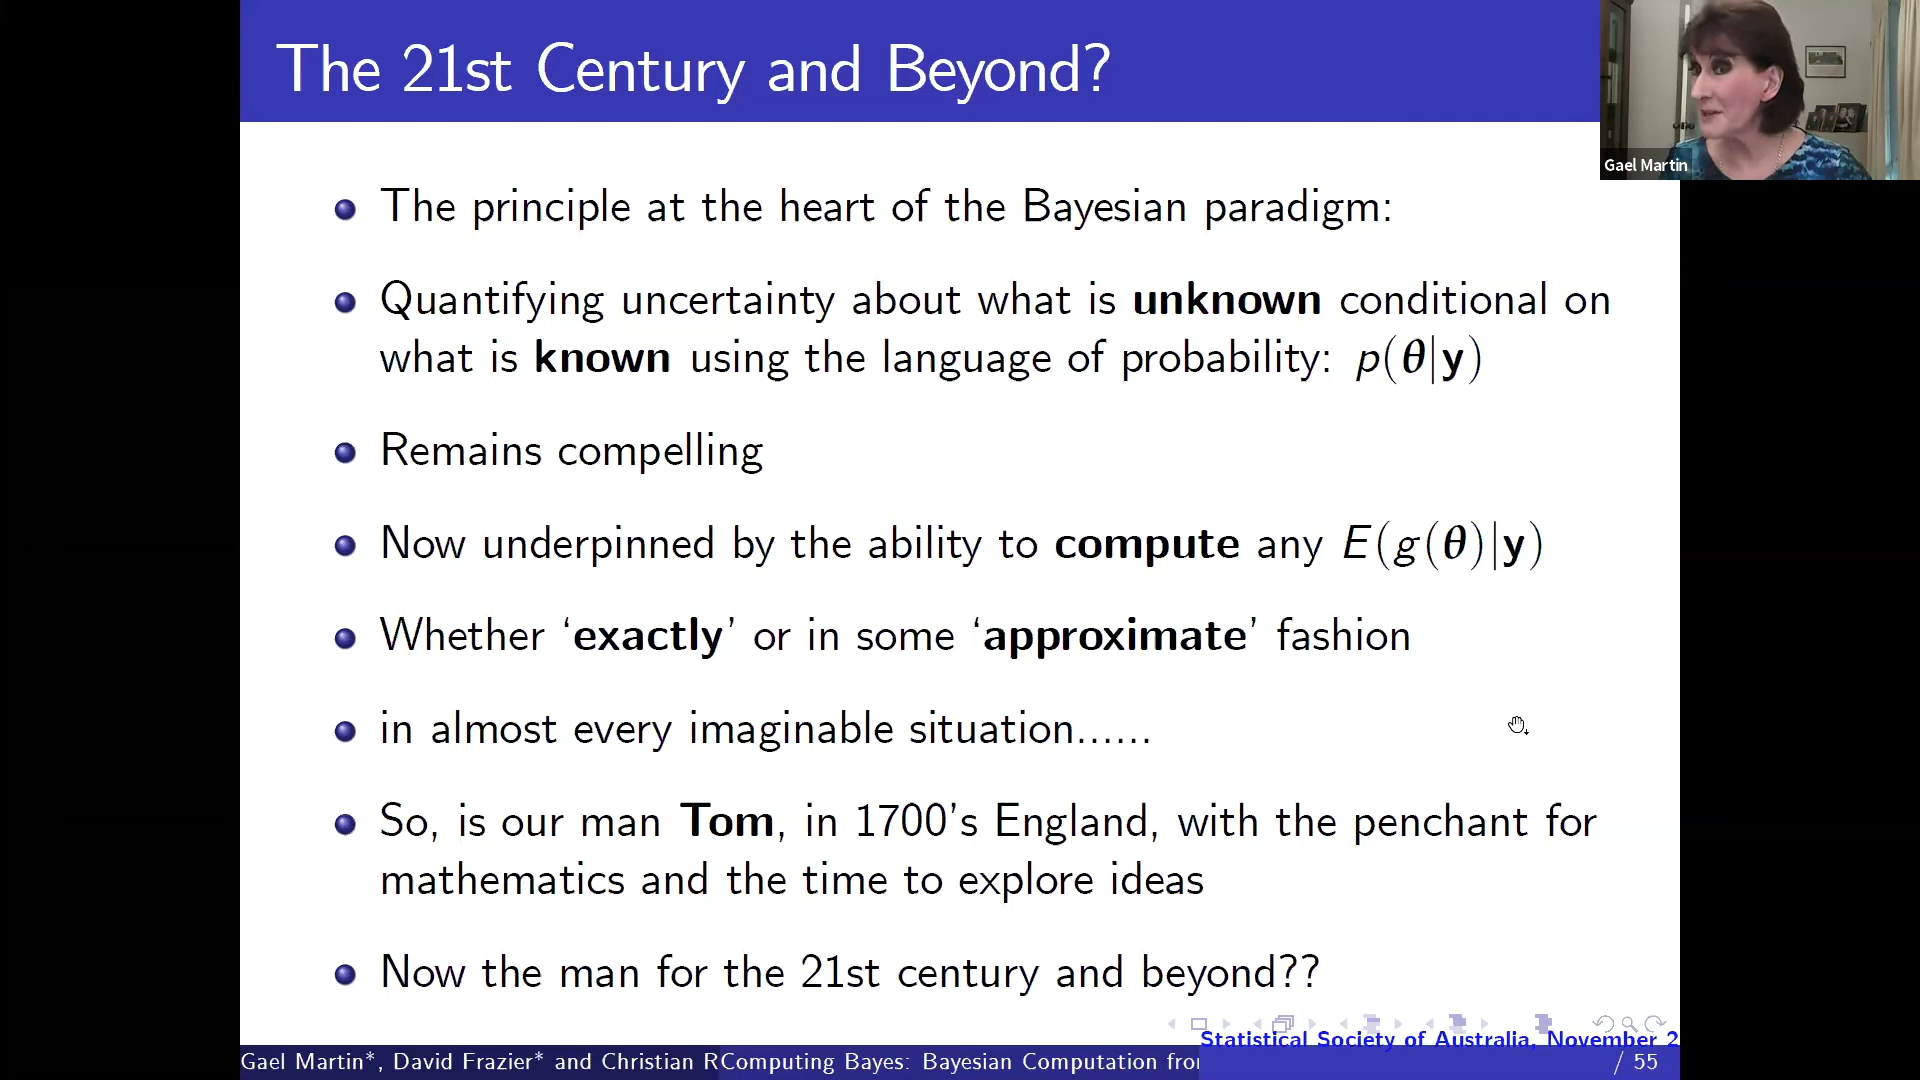 The 21st Century and Beyond?
Gael Martin
The principle at the heart of the Bayesian paradigm:
Quantifying uncertainty about what is unknown conditional on
what is known using the language of probability: p(θ|y)
Remains compelling
Now underpinned by the ability to compute any E(g(θ)|y)
Whether ‘exactly’ or in some ‘approximate’ fashion
in almost every imaginable situation......
So, is our man Tom, in 1700’s England, with the penchant for
mathematics and the time to explore ideas
Now the man for the 21st century and beyond??
Statistical Society of Australia, November 2
Gael Martin*, David Frazier* and Christian R
Computing Bayes: Bayesian Computation fro
/ 55